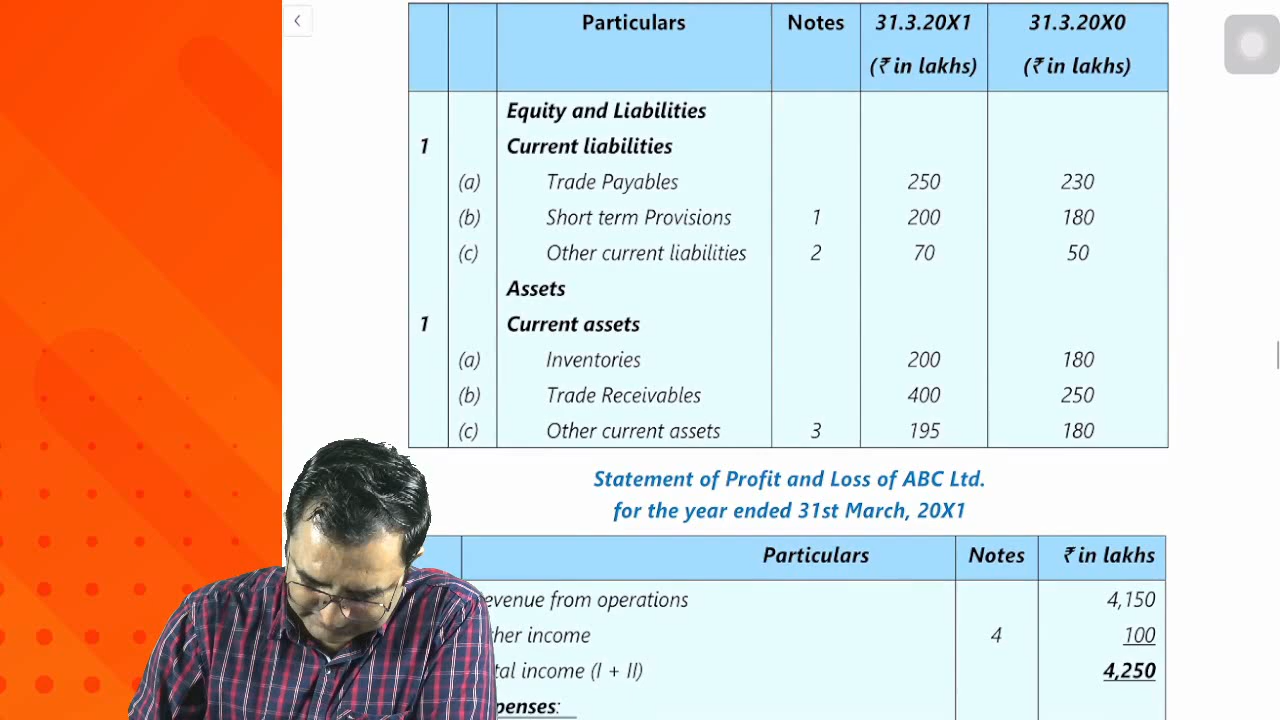 Particulars Notes 31.3.20X1 31.3.20X0
(₹ in lakhs) (₹ in lakhs)
Equity and Liabilities
1 Current liabilities
(a) Trade Payables 250 230
(b) Short term Provisions 1 200 180
(c) Other current liabilities 2 70 50
Assets
1 Current assets
(a) Inventories 200 180
(b) Trade Receivables 400 250
(c) Other current assets 3 195 180
Statement of Profit and Loss of ABC Ltd.
for the year ended 31st March, 20X1
Particulars Notes ₹ in lakhs
evenue from operations 4,150
ther income 4 100
tal income (I + II) 4,250
penses: